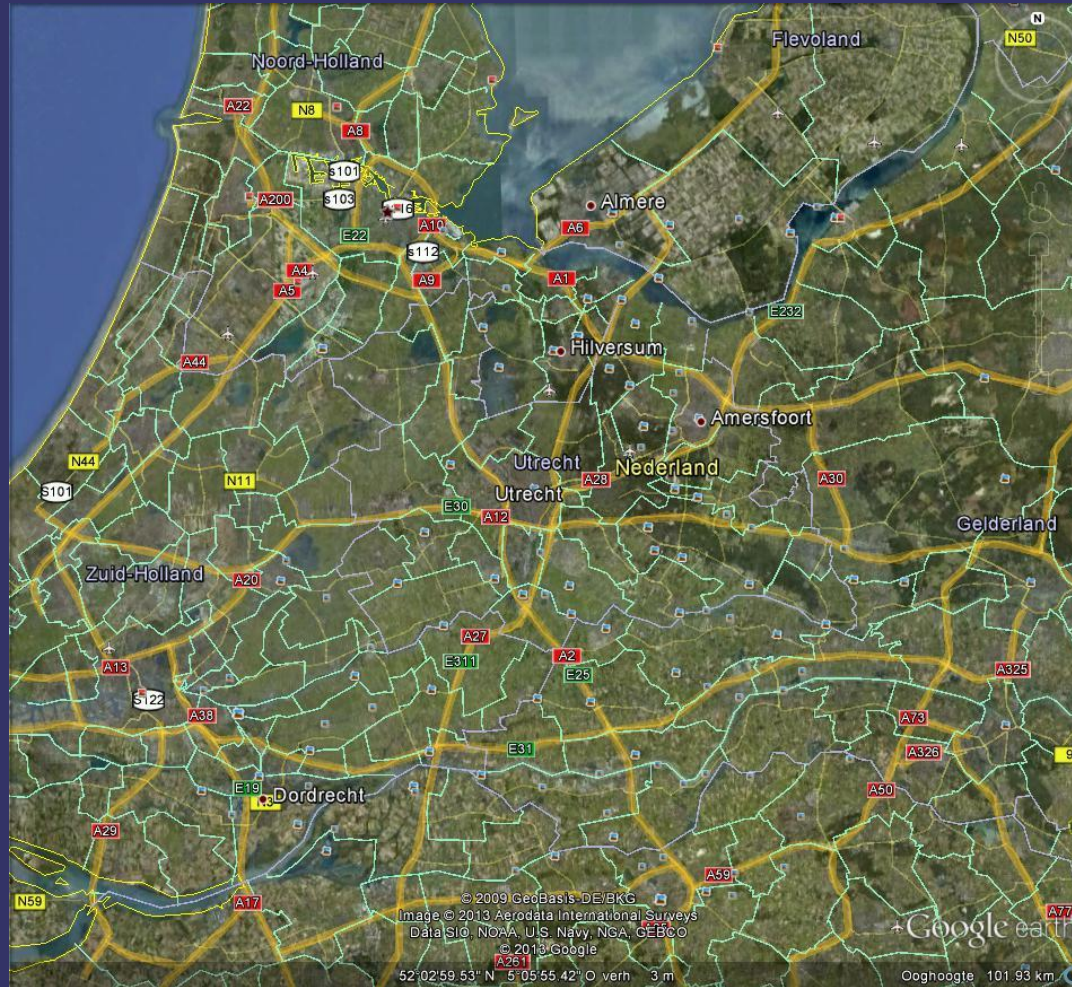 Flevoland
N50
Noord-Holland
A22
N8
A8
S101
S103
A200
Almere
A10
A6
E22
S112
A4
A9
A1
A5
E232
Hilversum
A44
Amersfoort
N44
Utrecht
Nederland
N11
A28
A30
S101
E30
Utrecht
A12
Gelderland
Zuid-Holland
A20
A27
A2
A13
E311
E25
A325
S122
A38
A73
E31
A326
E19
A50
Dordrecht
A29
A59
N59
A17
A77
© 2009 GeoBasis-DE/BKG
Image © 2013 Aerodata International Surveys
Data SIO, NOAA, U.S. Navy, NGA, GEBCO
© 2013 Google
Google earth
A261
52°02'59.53" N 5°05'55.42" O verh 3 m
Ooghoogte 101.93 km